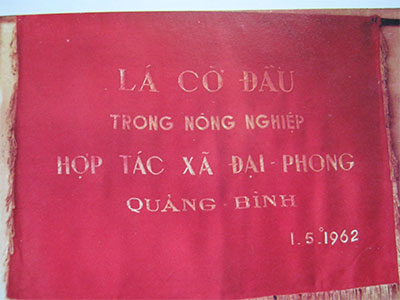 LÁ CỜ ĐẦU
TRONG NÔNG NGHIỆP
HỢP TÁC XÃ ĐẠI-PHONG
QUẢNG-BÌNH
1.5.1962